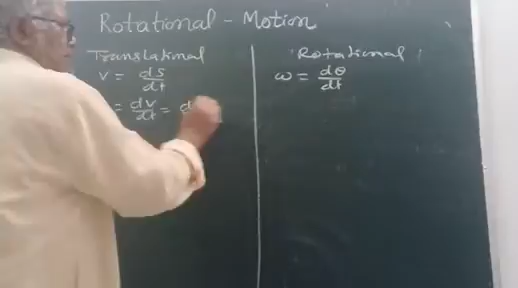 Rotational - Motion
Translational
v = ds/dt
= dv/dt = d
Rotational
ω = dθ/dt